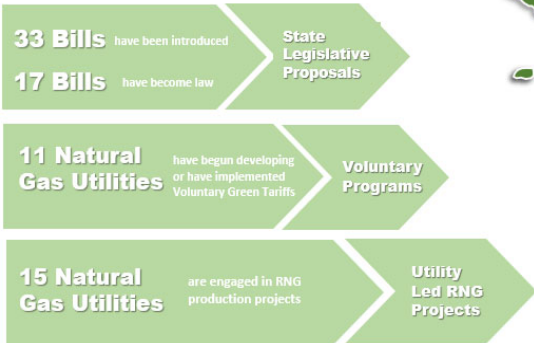 33 Bills have been introduced
17 Bills have become law
State
Legislative
Proposals
11 Natural
Gas Utilities
have begun developing
or have implemented
Voluntary Green Tariffs
Voluntary
Programs
15 Natural
Gas Utilities
are engaged in RNG
production projects
Utility
Led RNG
Projects